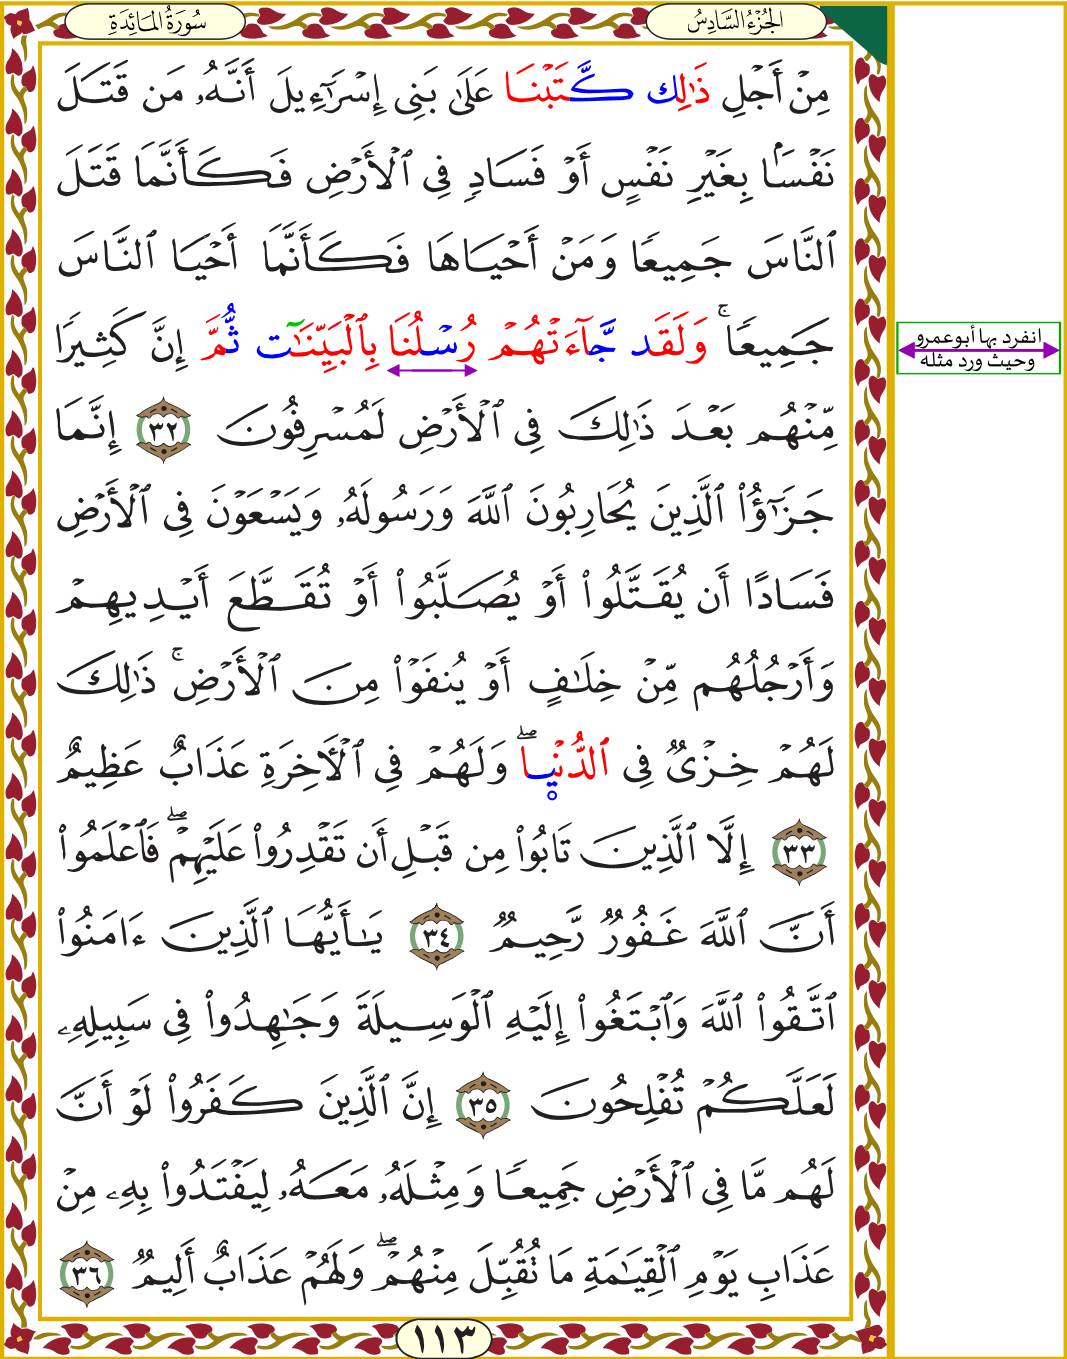 الجُزْءُ السَّادِسُ
سُورَةُ المَائِدَةِ
مِنْ أَجْلِ ذَٰلِك كَّتَبْنَا عَلَىٰ بَنِى إِسْرَٰٓءِيلَ أَنَّهُۥ مَن قَتَلَ
نَفْسَۢا بِغَيْرِ نَفْسٍ أَوْ فَسَادٖ فِى ٱلْأَرْضِ فَكَأَنَّمَا قَتَلَ
ٱلنَّاسَ جَمِيعٗا وَمَنْ أَحْيَاهَا فَكَأَنَّمَا أَحْيَا ٱلنَّاسَ
جَمِيعٗاۚ وَلَقَد جَّآءَتْهُمْ رُسْلُنَا بِٱلْبَيِّنَٰٓت ثُّمَّ إِنَّ كَثِيرٗا
مِّنْهُم بَعْدَ ذَٰلِكَ فِى ٱلْأَرْضِ لَمُسْرِفُونَ ٣٢ إِنَّمَا
جَزَٰٓؤُاْ ٱلَّذِينَ يُحَارِبُونَ ٱللَّهَ وَرَسُولَهُۥ وَيَسْعَوْنَ فِى ٱلْأَرْضِ
فَسَادًا أَن يُقَتَّلُواْ أَوْ يُصَلَّبُواْ أَوْ تُقَطَّعَ أَيْدِيهِمْ
وَأَرْجُلُهُم مِّنْ خِلَٰفٍ أَوْ يُنفَوْاْ مِنَ ٱلْأَرْضِۚ ذَٰلِكَ
لَهُمْ خِزْىٌ فِى ٱلدُّنْيٜاۖ وَلَهُمْ فِى ٱلْأَخِرَةِ عَذَابٌ عَظِيمٌ
٣٣ إِلَّا ٱلَّذِينَ تَابُواْ مِن قَبْلِ أَن تَقْدِرُواْ عَلَيْهِمْۖ فَٱعْلَمُواْ
أَنَّ ٱللَّهَ غَفُورٞ رَّحِيمٞ ٣٤ يَٰأَيُّهَا ٱلَّذِينَ ءَامَنُواْ
ٱتَّقُواْ ٱللَّهَ وَٱبْتَغُواْ إِلَيْهِ ٱلْوَسِيلَةَ وَجَٰهِدُواْ فِى سَبِيلِهِۦ
لَعَلَّكُمْ تُفْلِحُونَ ٣٥ إِنَّ ٱلَّذِينَ كَفَرُواْ لَوْ أَنَّ
لَهُم مَّا فِى ٱلْأَرْضِ جَمِيعٗا وَمِثْلَهُۥ مَعَهُۥ لِيَفْتَدُواْ بِهِۦ مِنْ
عَذَابِ يَوْمِ ٱلْقِيَٰمَةِ مَا تُقُبِّلَ مِنْهُمْۖ وَلَهُمْ عَذَابٌ أَلِيمٞ ٣٦
انفرد بها أبوعمرو
وحيث ورد مثله
١١٣